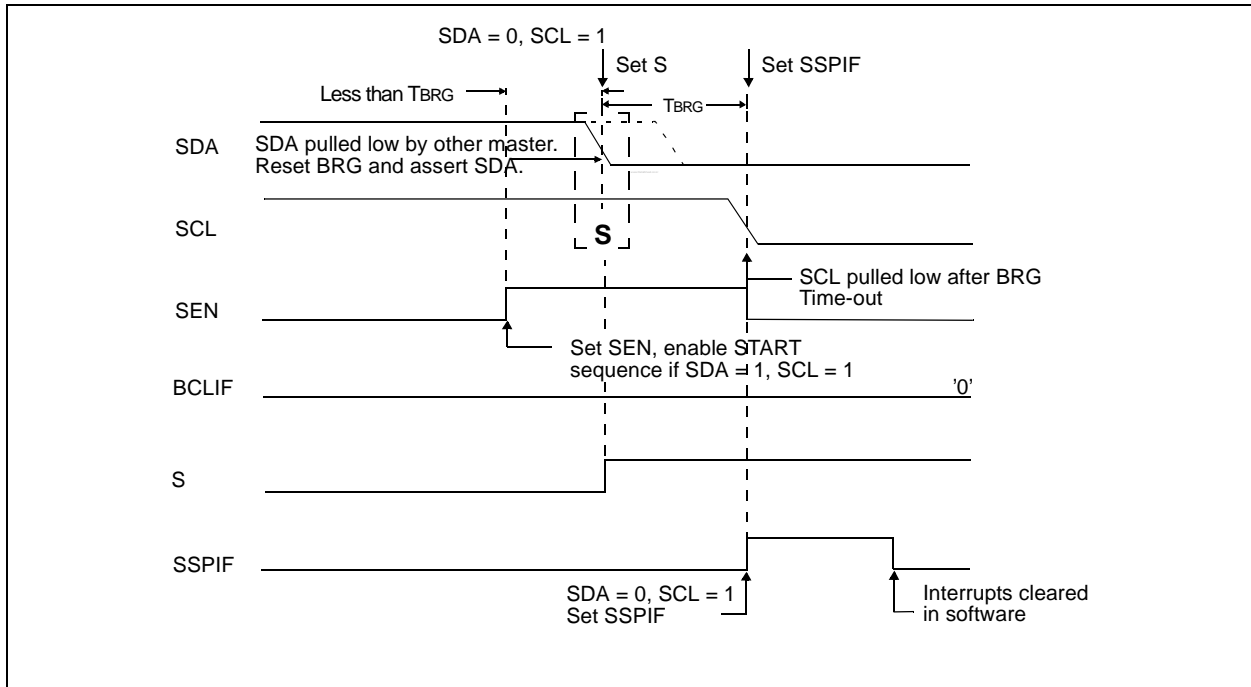 SDA = 0, SCL = 1
Set S
Set SSPIF
Less than TBRG
TBRG
SDA
SDA pulled low by other master.
Reset BRG and assert SDA.
SCL
S
SEN
SCL pulled low after BRG
Time-out
Set SEN, enable START
sequence if SDA = 1, SCL = 1
BCLIF
'0'
S
SSPIF
SDA = 0, SCL = 1
Set SSPIF
Interrupts cleared
in software